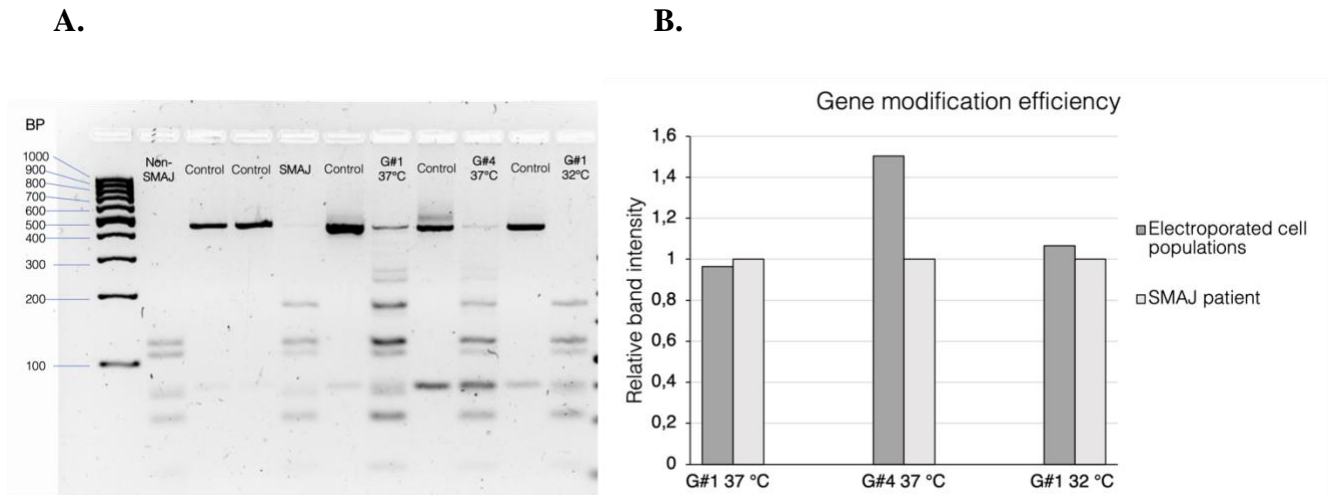 A.
B.
BP
1000
900
800
700
600
500
400
300
200
100
Non-
SMAJ
Control
Control
SMAJ
Control
G#1
37°C
Control
G#4
37°C
Control
G#1
32°C
Gene modification efficiency
Relative band intensity
1,6
1,4
1,2
1
0,8
0,6
0,4
0,2
0
G#1 37 °C
G#4 37 °C
G#1 32 °C
Electroporated cell
populations
SMAJ patient